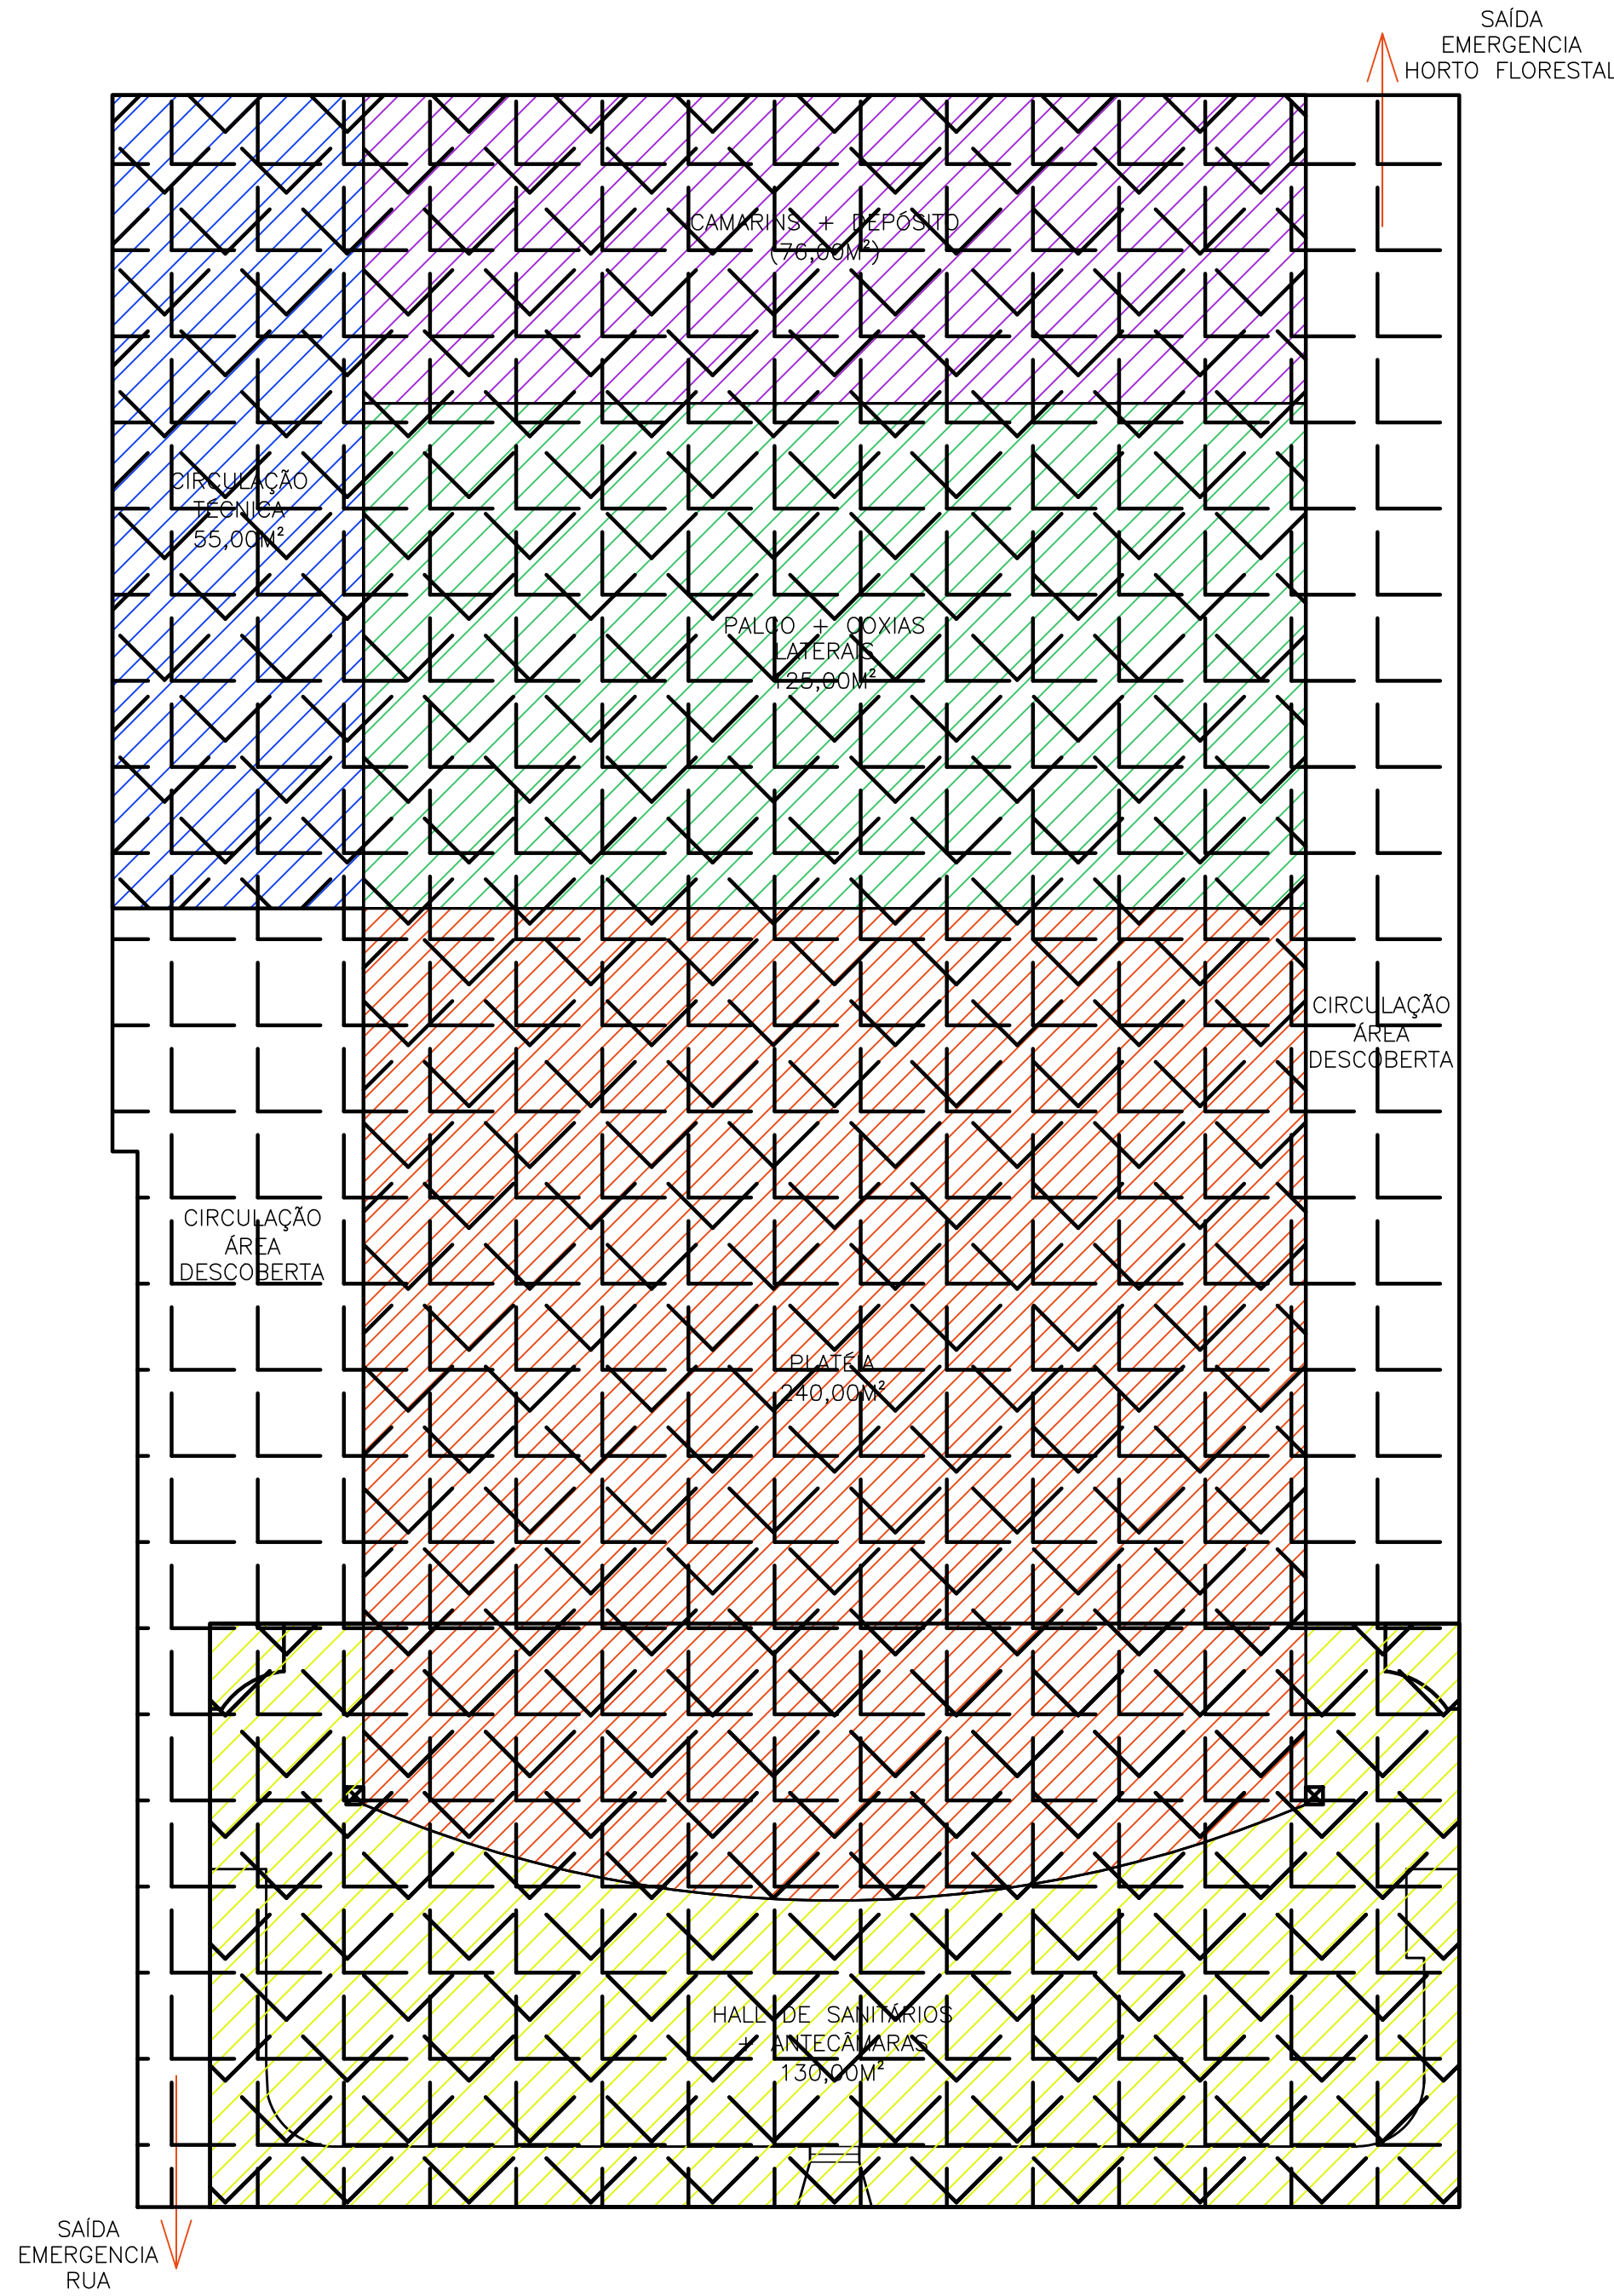 SAÍDA
EMERGENCIA
HORTO FLORESTAL
CAMARINS + DEPÓSITO
(76,00M²)
CIRCULAÇÃO
TÉCNICA
55,00M²
PALCO + COXIAS
LATERAIS
125,00M²
CIRCULAÇÃO
ÁREA
DESCOBERTA
CIRCULAÇÃO
ÁREA
DESCOBERTA
PLATÉIA
240,00M²
HALL DE SANITÁRIOS
+ ANTECÂMARAS
130,00M²
SAÍDA
EMERGENCIA
RUA